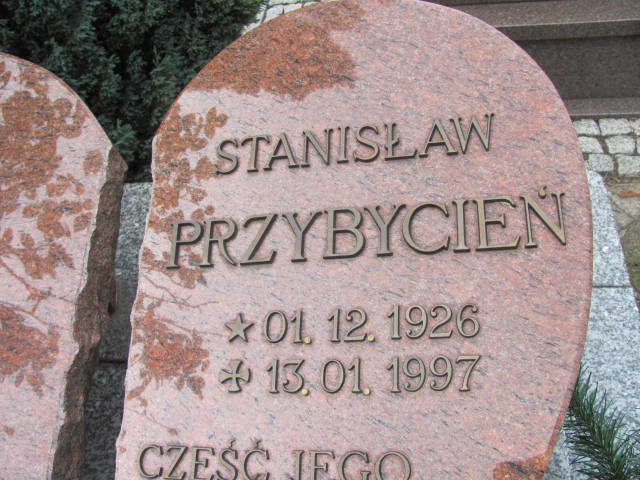 STANISŁAW
PRZYBYCIEŃ
★ 01. 12. 1926
✠ 13. 01. 1997
CZEŚĆ JEGO